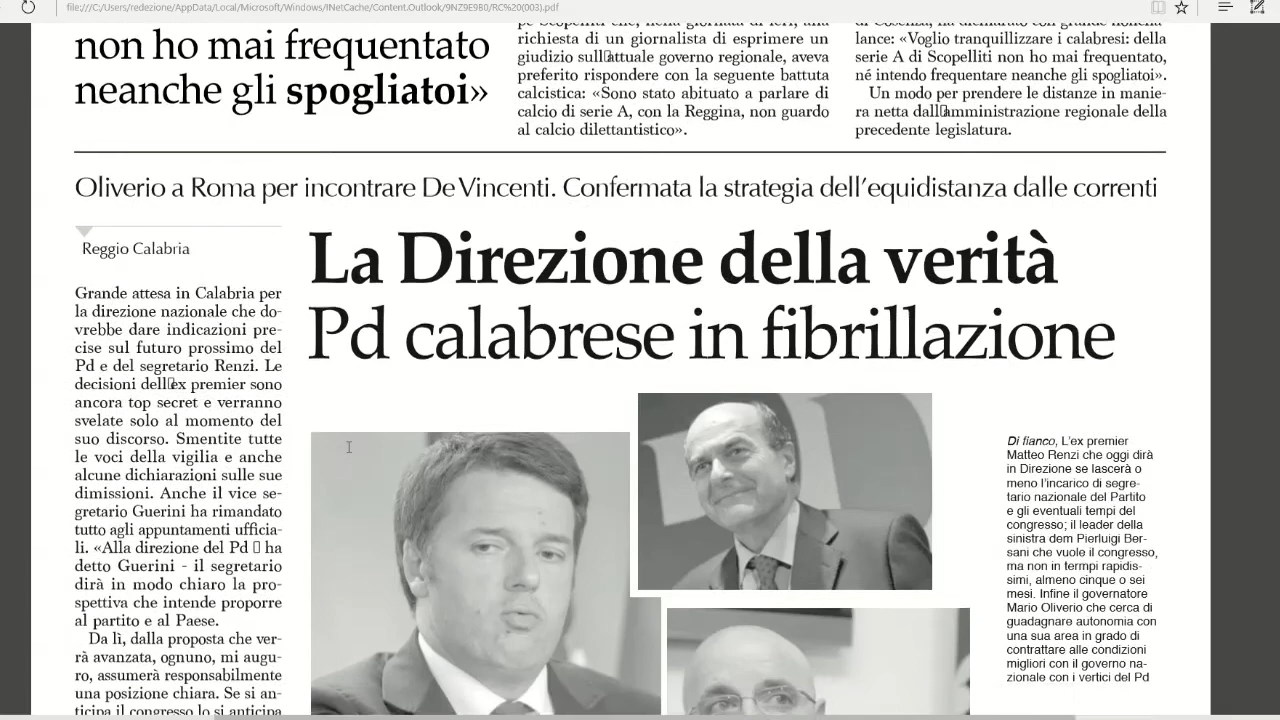 file:///C:/Users/redezione/AppData/Local/Microsoft/Windows/INetCache/Content.Outlook/9NZ9E9B0/RC%20(003).pdf
non ho mai frequentato
neanche gli spogliatoi»
richiesta di un giornalista di esprimere un
giudizio sull▯attuale governo regionale, aveva
preferito rispondere con la seguente battuta
calcistica: «Sono stato abituato a parlare di
calcio di serie A, con la Reggina, non guardo
al calcio dilettantistico».
lance: «Voglio tranquillizzare i calabresi: della
serie A di Scopelliti non ho mai frequentato,
né intendo frequentare neanche gli spogliatoi».
Un modo per prendere le distanze in manie-
ra netta dall▯amministrazione regionale della
precedente legislatura.
Oliverio a Roma per incontrare De Vincenti. Confermata la strategia dell'equidistanza dalle correnti
Reggio Calabria
La Direzione della verità
Pd calabrese in fibrillazione
Grande attesa in Calabria per
la direzione nazionale che do-
vrebbe dare indicazioni pre-
cise sul futuro prossimo del
Pd e del segretario Renzi. Le
decisioni dell▯ex premier sono
ancora top secret e verranno
svelate solo al momento del
suo discorso. Smentite tutte
le voci della vigilia e anche
alcune dichiarazioni sulle sue
dimissioni. Anche il vice se-
gretario Guerini ha rimandato
tutto agli appuntamenti ufficia-
li. «Alla direzione del Pd ▯ ha
detto Guerini - il segretario
dirà in modo chiaro la pro-
spettiva che intende proporre
al partito e al Paese.
Da lì, dalla proposta che ver-
rà avanzata, ognuno, mi augu-
ro, assumerà responsabilmente
una posizione chiara. Se si an-
ticipa il congresso lo si anticipa
Di fianco, L'ex premier
Matteo Renzi che oggi dirà
in Direzione se lascerà o
meno l'incarico di segre-
tario nazionale del Partito
e gli eventuali tempi del
congresso; il leader della
sinistra dem Pierluigi Ber-
sani che vuole il congresso,
ma non in termpi rapidis-
simi, almeno cinque o sei
mesi. Infine il governatore
Mario Oliverio che cerca di
guadagnare autonomia con
una sua area in grado di
contrattare alle condizioni
migliori con il governo na-
zionale con i vertici del Pd